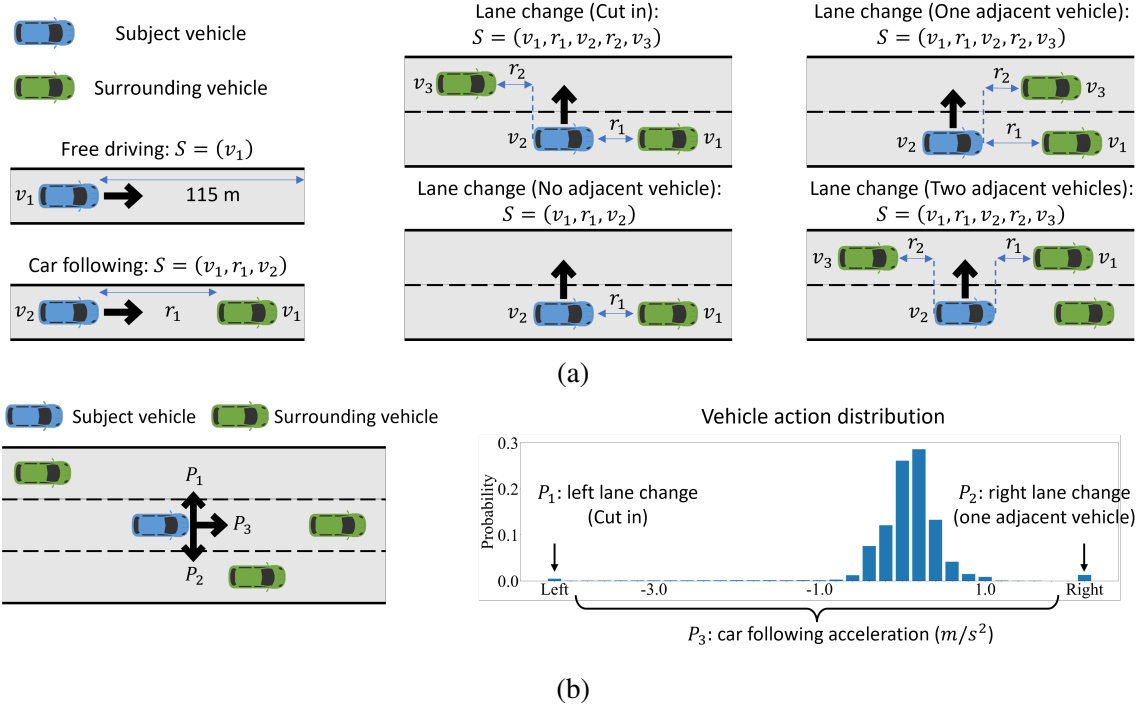 Subject vehicle
Surrounding vehicle
Free driving: S = (v₁)
v₁
115 m
Car following: S = (v₁, r₁, v₂)
v₂
r₁
v₁
Lane change (Cut in):
S = (v₁, r₁, v₂, r₂, v₃)
v₃
r₂
v₂
r₁
v₁
Lane change (No adjacent vehicle):
S = (v₁, r₁, v₂)
v₂
r₁
v₁
Lane change (One adjacent vehicle):
S = (v₁, r₁, v₂, r₂, v₃)
r₂
v₃
v₂
r₁
v₁
Lane change (Two adjacent vehicles):
S = (v₁, r₁, v₂, r₂, v₃)
v₃
r₂
r₁
v₁
v₂
(a)
Subject vehicle
Surrounding vehicle
P₁
P₃
P₂
Vehicle action distribution
Probability
0.3
0.2
0.1
0.0
P₁: left lane change
(Cut in)
P₂: right lane change
(one adjacent vehicle)
Left
-3.0
-1.0
1.0
Right
P₃: car following acceleration (m/s²)
(b)